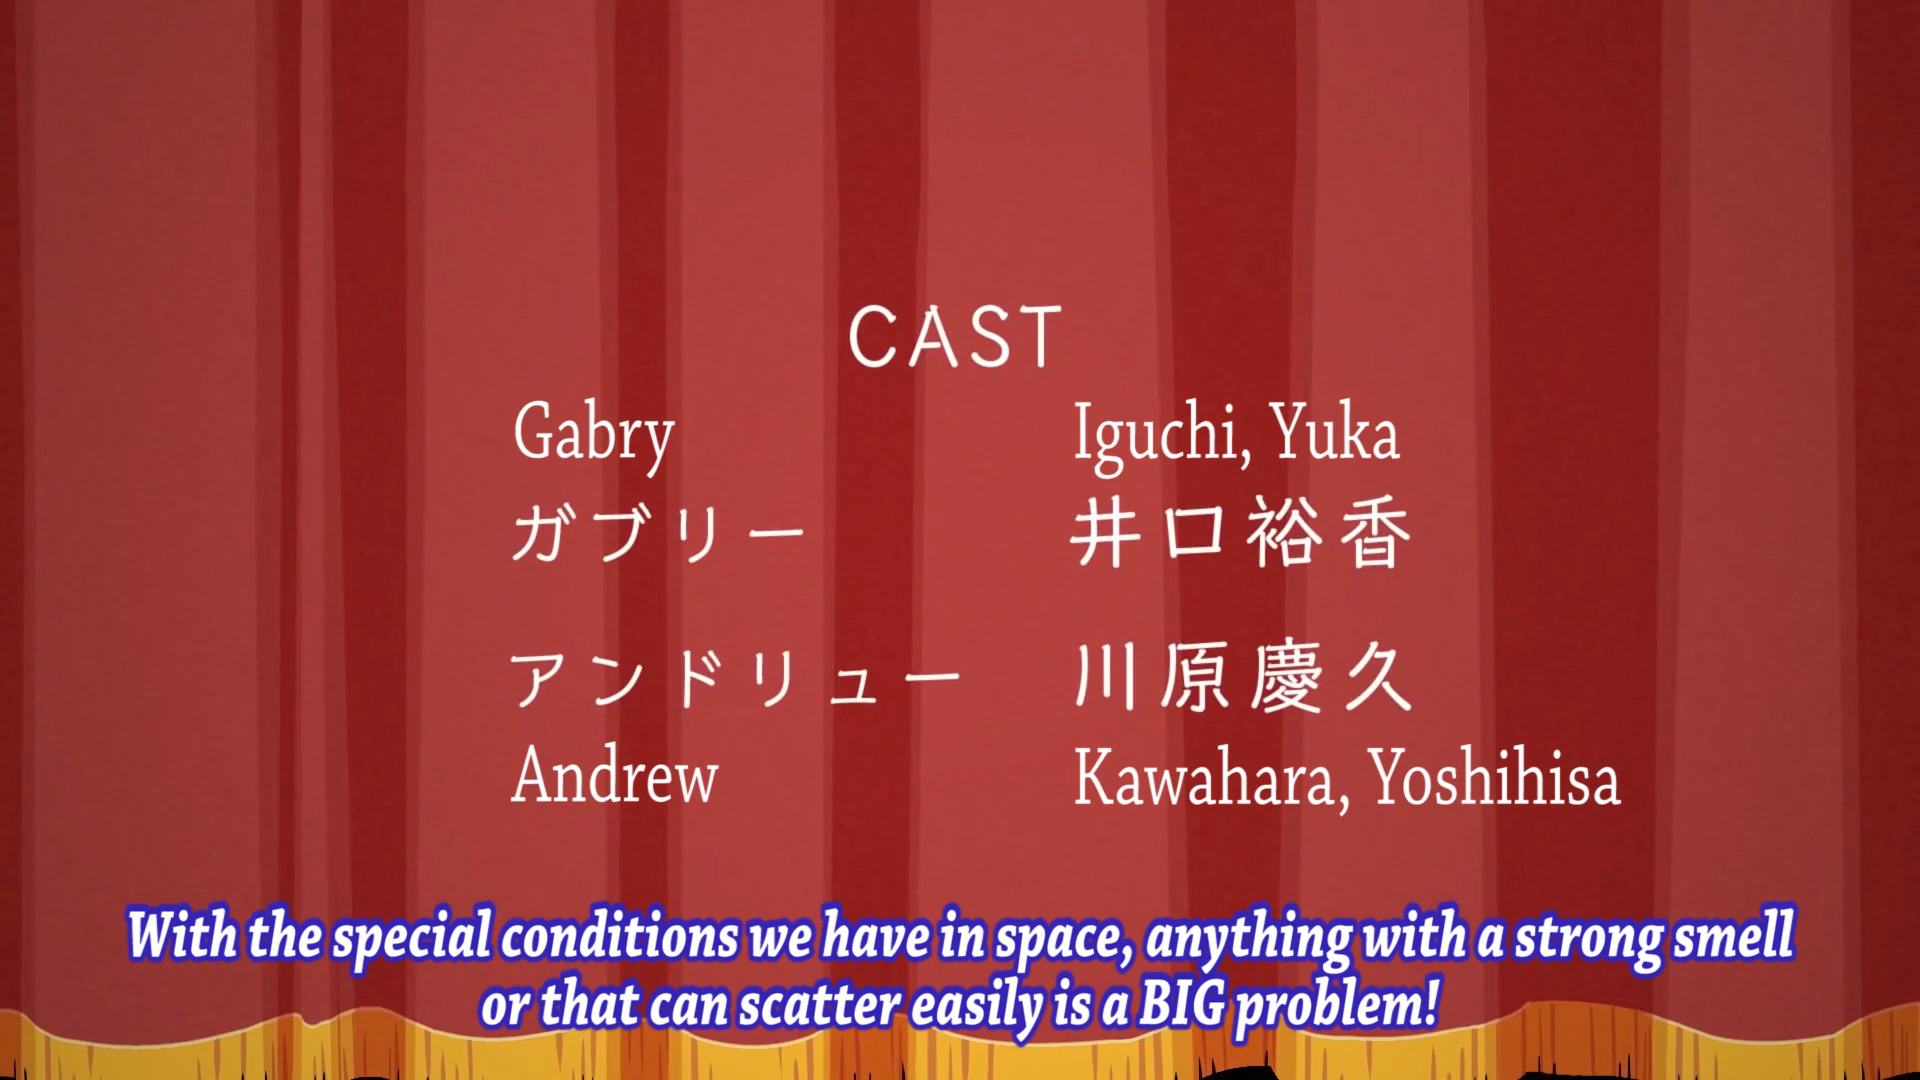 CAST
Gabry Iguchi, Yuka
ガブリー 井口裕香
アンドリュー 川原慶久
Andrew Kawahara, Yoshihisa
With the special conditions we have in space, anything with a strong smell
or that can scatter easily is a BIG problem!